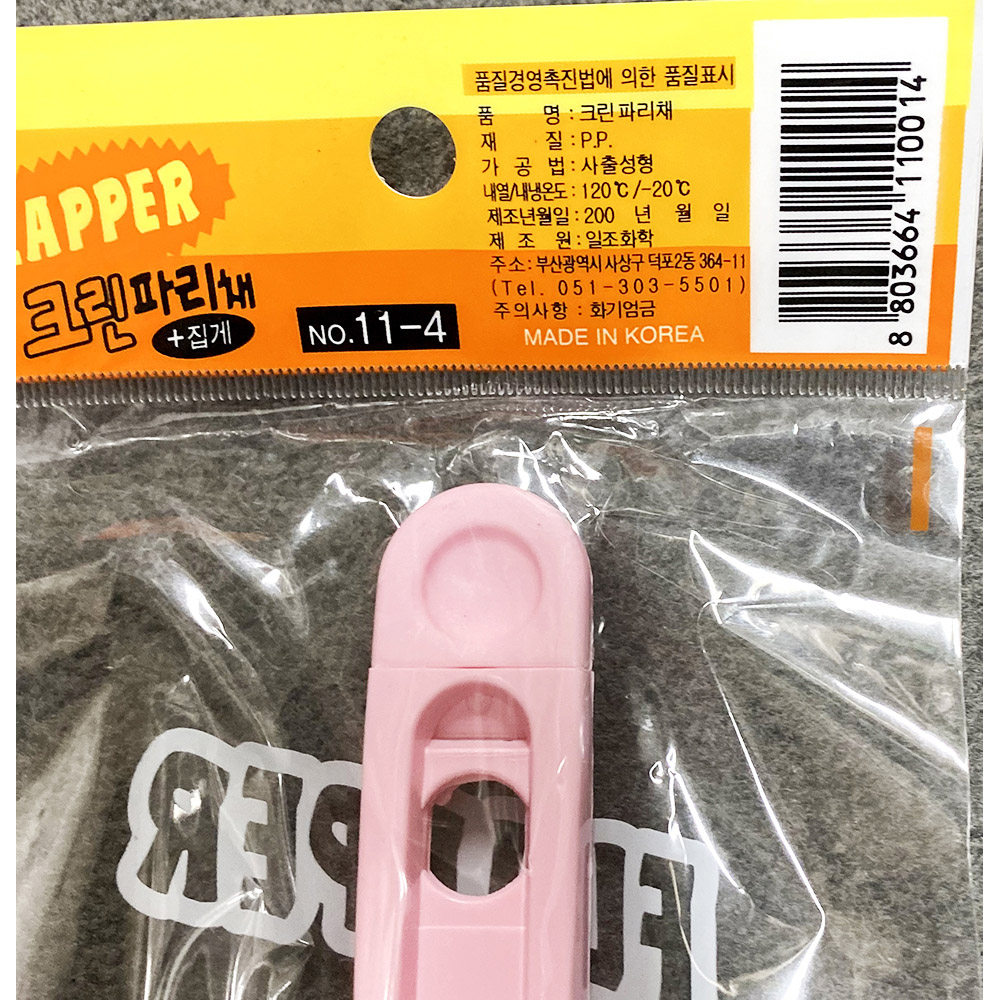 APPER
크린파리채
+집게
NO.11-4
품질경영촉진법에 의한 품질표시
품 명 : 크린파리채
재 질 : P.P.
가 공 법 : 사출성형
내열/내냉온도 : 120℃/-20℃
제조년월일 : 200 년 월 일
제 조 원 : 일조화학
주소 : 부산광역시 사상구 덕포2동 364-11
(Tel. 051-303-5501)
주의사항 : 화기엄금
MADE IN KOREA
8 803664 110014